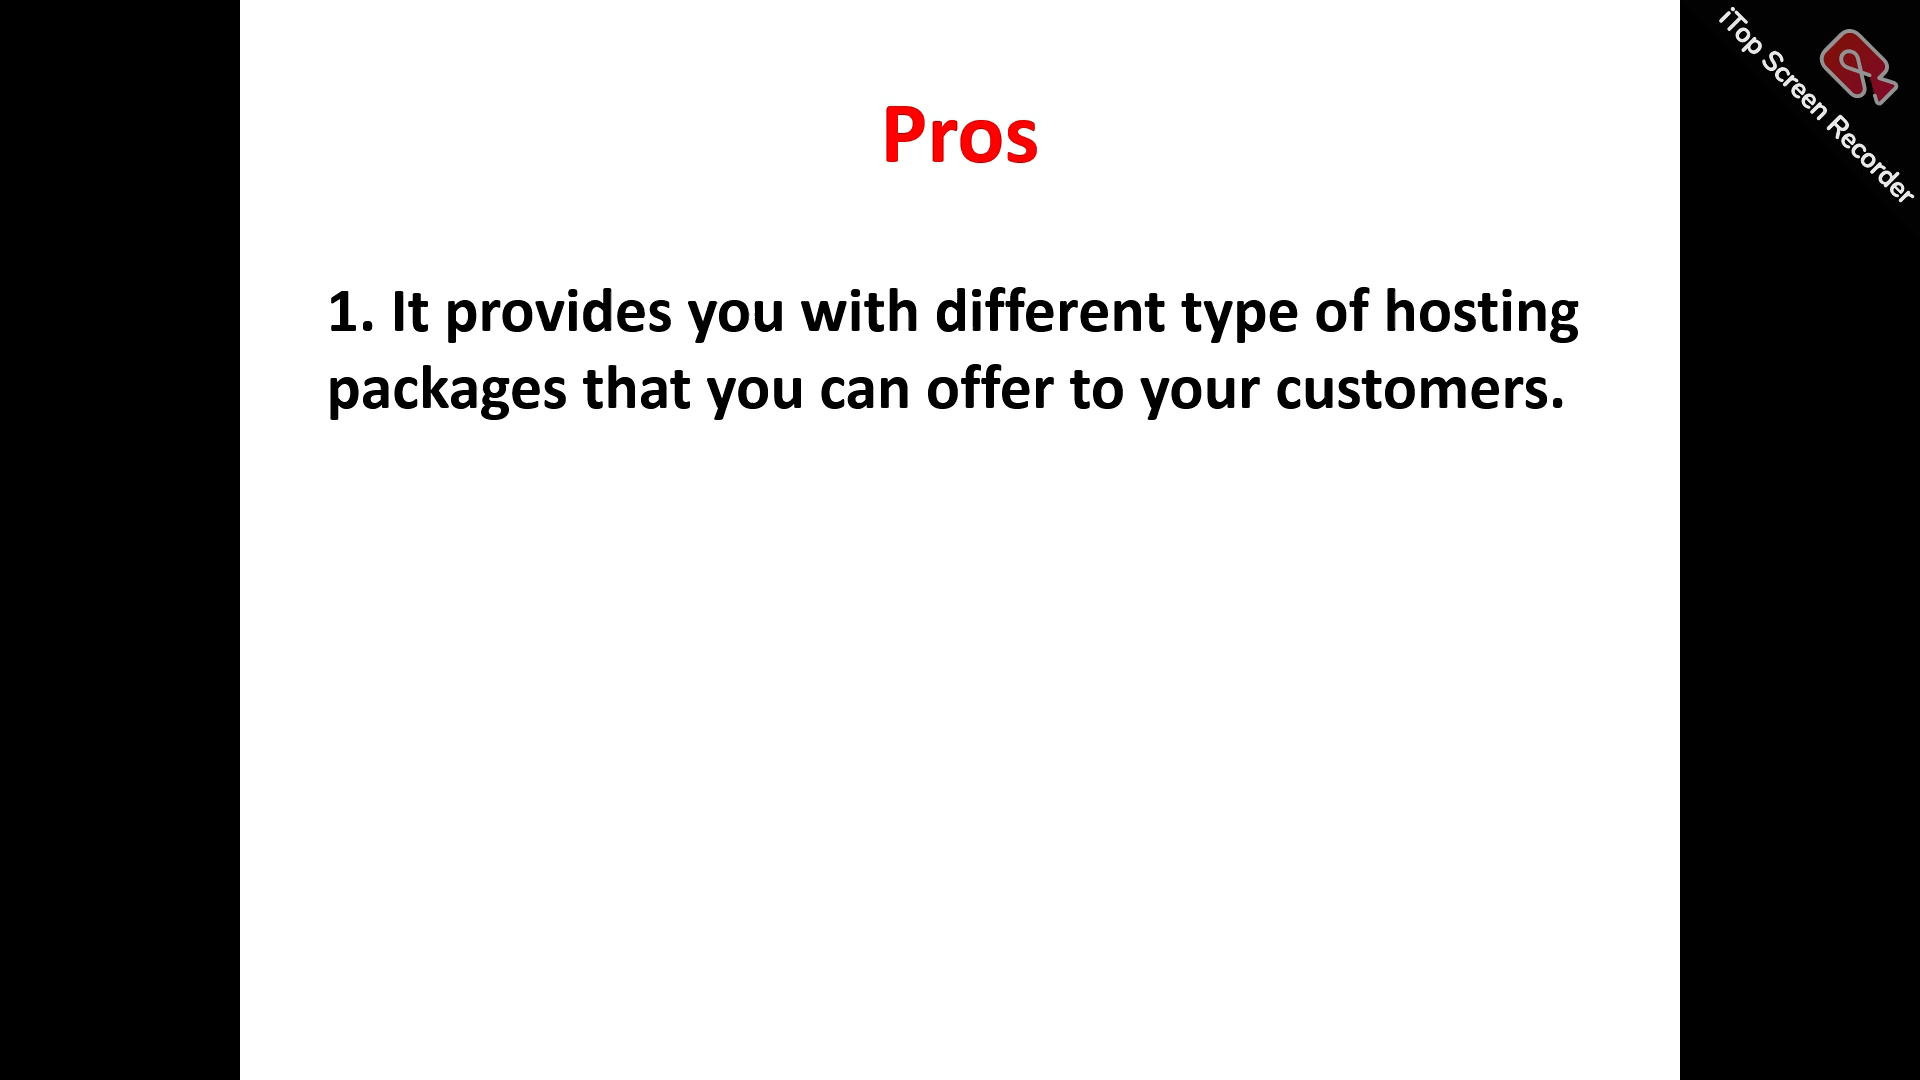 Pros
1. It provides you with different type of hosting
packages that you can offer to your customers.
iTop Screen Recorder